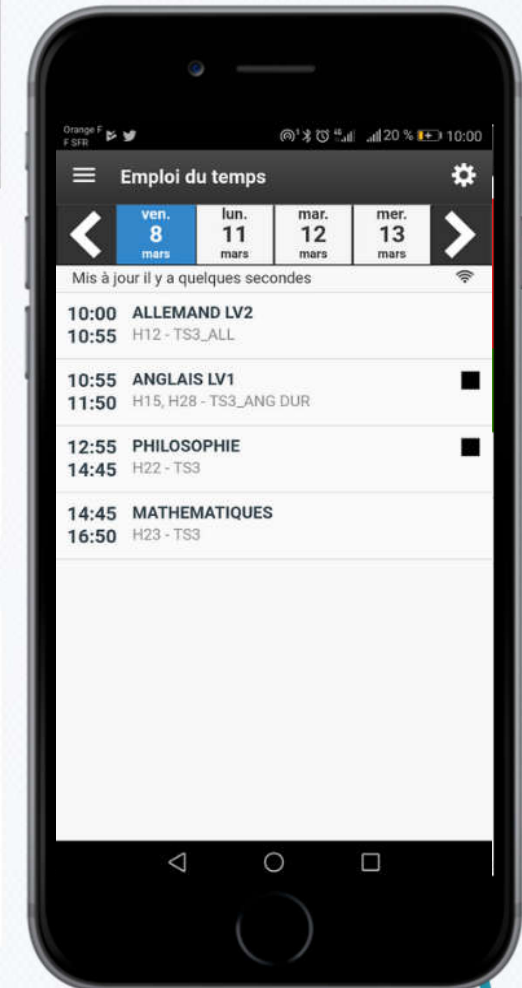 Orange F
F SFR
20 % 10:00
Emploi du temps
ven. lun. mar. mer.
8 11 12 13
mars mars mars mars
Mis à jour il y a quelques secondes
10:00 ALLEMAND LV2
10:55 H12 - TS3_ALL
10:55 ANGLAIS LV1
11:50 H15, H28 - TS3_ANG DUR
12:55 PHILOSOPHIE
14:45 H22 - TS3
14:45 MATHEMATIQUES
16:50 H23 - TS3